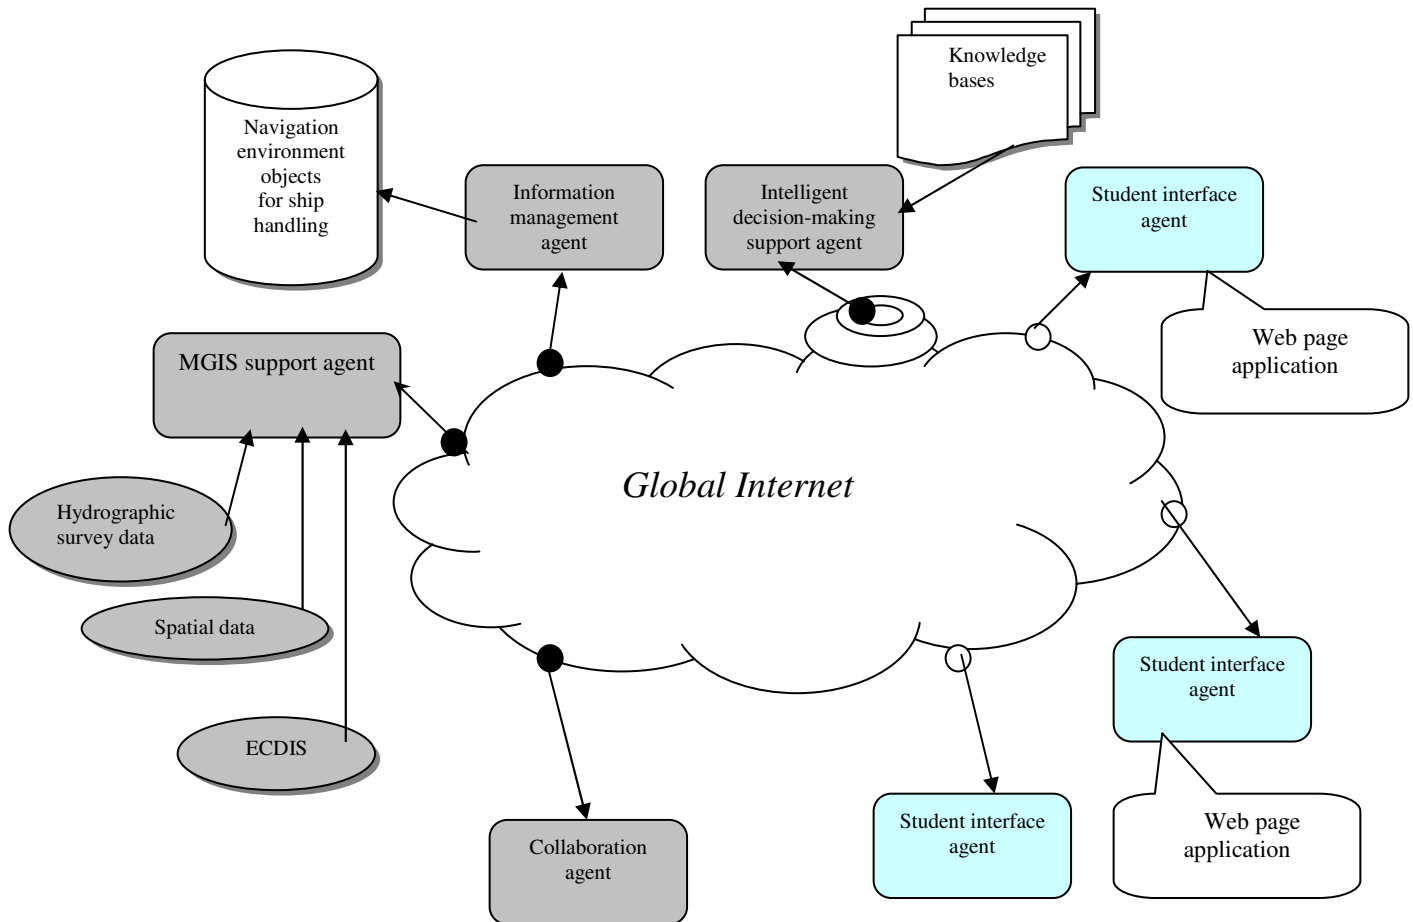 Knowledge
bases
Navigation
environment
objects
for ship
handling
Information
management
agent
Intelligent
decision-making
support agent
Student interface
agent
Web page
application
MGIS support agent
Global Internet
Hydrographic
survey data
Spatial data
ECDIS
Student interface
agent
Web page
application
Student interface
agent
Collaboration
agent